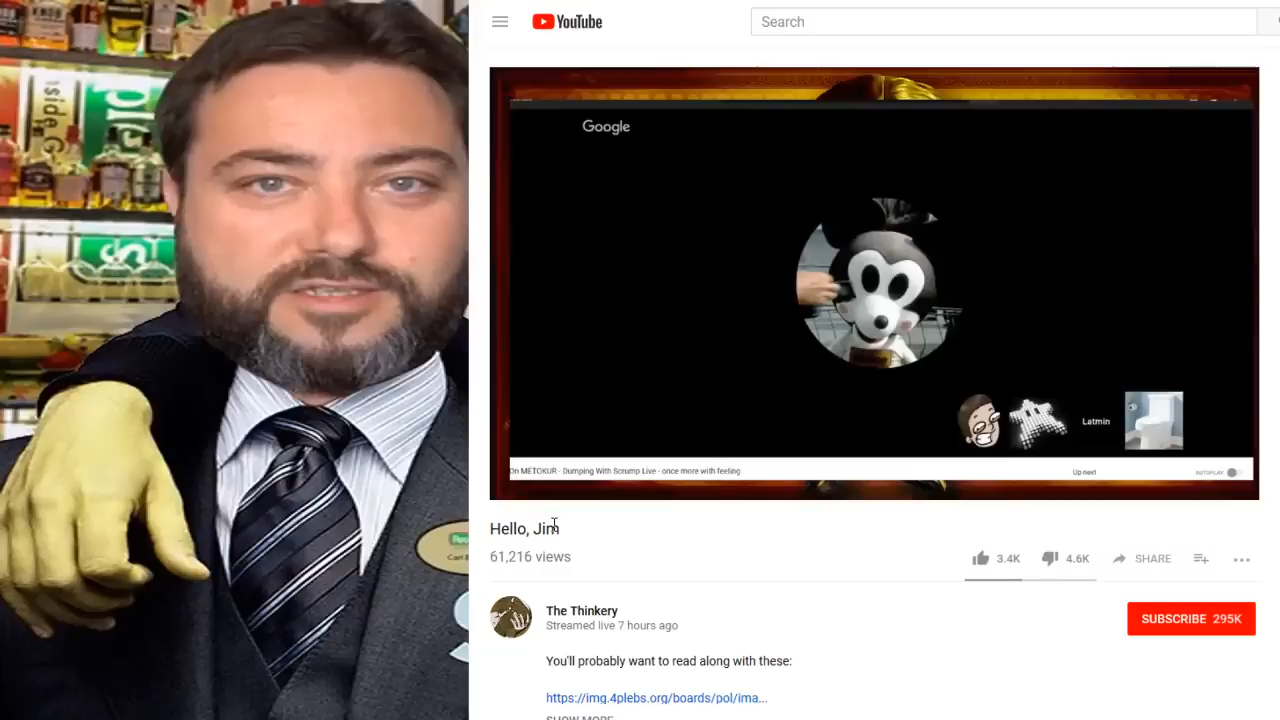 YouTube
Search
Google
Latmin
On METOKUR - Dumping With Scrump Live - once more with feeling
Up next
AUTOPLAY
Hello, Jim
61,216 views
3.4K
4.6K
SHARE
The Thinkery
Streamed live 7 hours ago
SUBSCRIBE 295K
You'll probably want to read along with these:
https://img.4plebs.org/boards/pol/ima...
SHOW MORE